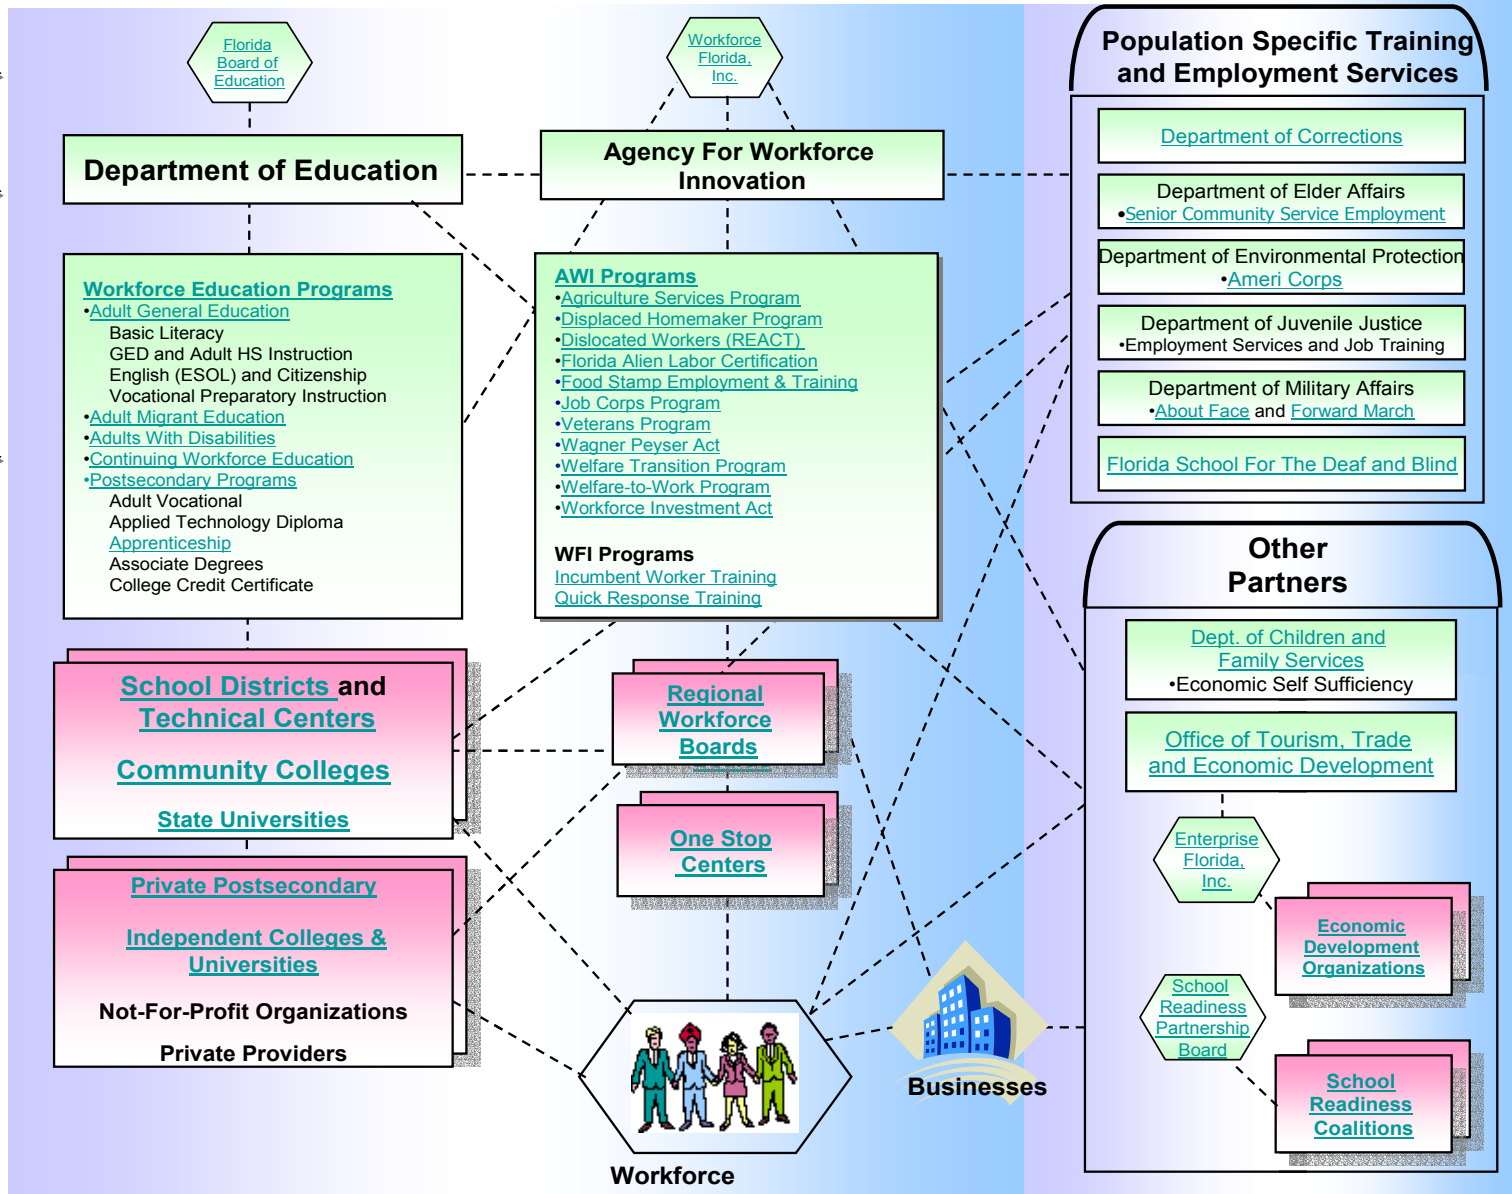 Florida
Board of
Education
Workforce
Florida,
Inc.
Department of Education
Agency For Workforce
Innovation
Workforce Education Programs
•Adult General Education
Basic Literacy
GED and Adult HS Instruction
English (ESOL) and Citizenship
Vocational Preparatory Instruction
•Adult Migrant Education
•Adults With Disabilities
•Continuing Workforce Education
•Postsecondary Programs
Adult Vocational
Applied Technology Diploma
Apprenticeship
Associate Degrees
College Credit Certificate
AWI Programs
•Agriculture Services Program
•Displaced Homemaker Program
•Dislocated Workers (REACT)
•Florida Alien Labor Certification
•Food Stamp Employment & Training
•Job Corps Program
•Veterans Program
•Wagner Peyser Act
•Welfare Transition Program
•Welfare-to-Work Program
•Workforce Investment Act
WFI Programs
Incumbent Worker Training
Quick Response Training
School Districts and
Technical Centers
Community Colleges
State Universities
Private Postsecondary
Independent Colleges &
Universities
Not-For-Profit Organizations
Private Providers
Regional
Workforce
Boards
One Stop
Centers
Workforce
Businesses
Population Specific Training
and Employment Services
Department of Corrections
Department of Elder Affairs
•Senior Community Service Employment
Department of Environmental Protection
•Ameri Corps
Department of Juvenile Justice
•Employment Services and Job Training
Department of Military Affairs
•About Face and Forward March
Florida School For The Deaf and Blind
Other
Partners
Dept. of Children and
Family Services
•Economic Self Sufficiency
Office of Tourism, Trade
and Economic Development
Enterprise
Florida,
Inc.
Economic
Development
Organizations
School
Readiness
Partnership
Board
School
Readiness
Coalitions